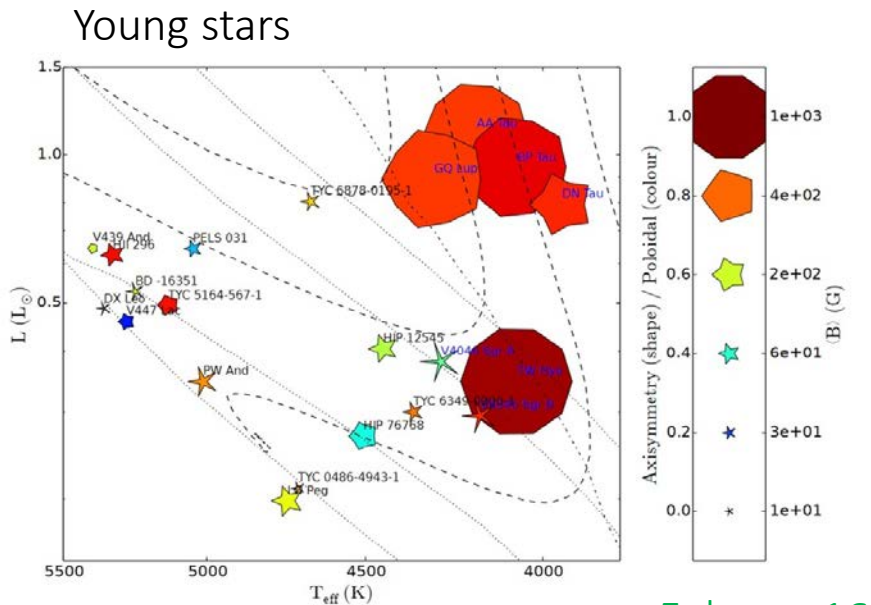 Young stars
1.5
1.0
0.5
L (L☉)
5500
5000
4500
4000
T_eff (K)
AA Tau
GQ Lup
BP Tau
DN Tau
TYC 6878-0195-1
V439 And
HII 296
PELS 031
BD -16351
TYC 5164-567-1
DX Leo
V447 Lac
HIP 12545
PW And
TYC 6349-0200-1
HIP 76768
TYC 0486-4943-1
Peg
Axisymmetry (shape) / Poloidal (colour)
1.0
0.8
0.6
0.4
0.2
0.0
1e+03
4e+02
2e+02
6e+01
3e+01
1e+01
⟨B⟩ (G)